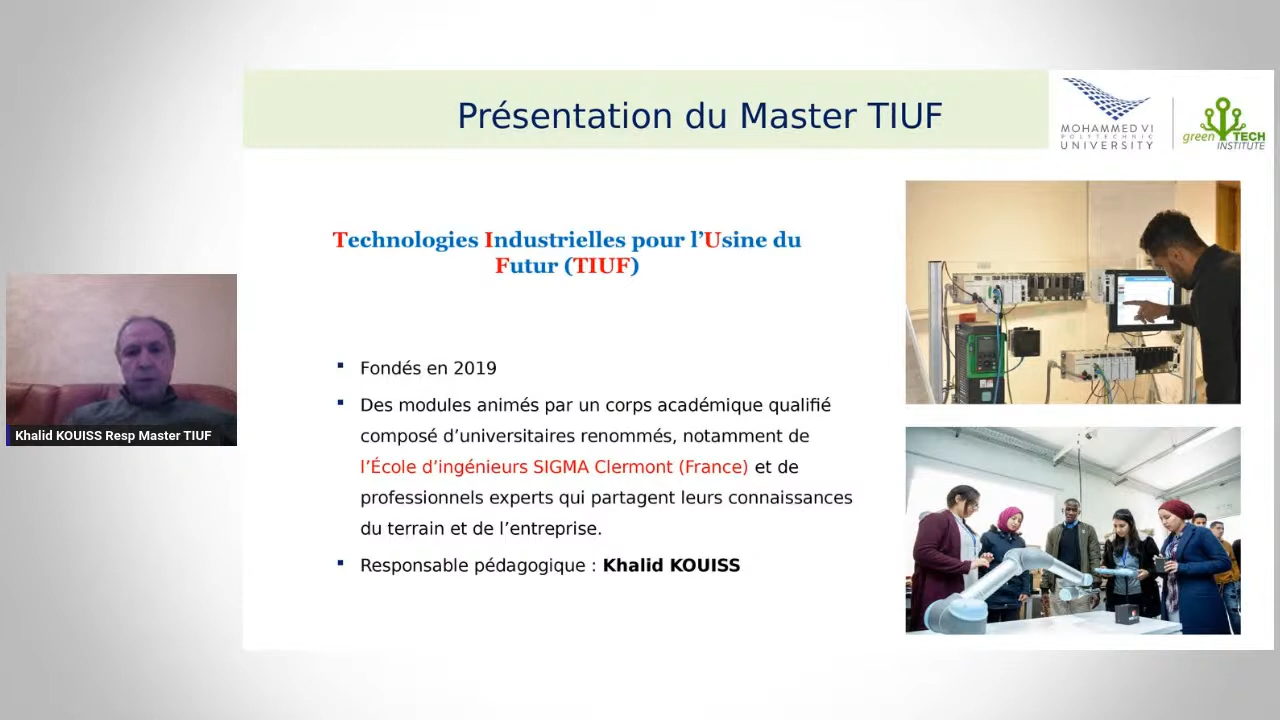 Présentation du Master TIUF
MOHAMMED VI
POLYTECHNIC
UNIVERSITY
green TECH
INSTITUTE
Technologies Industrielles pour l’Usine du
Futur (TIUF)
Fondés en 2019
Des modules animés par un corps académique qualifié
composé d’universitaires renommés, notamment de
l’École d’ingénieurs SIGMA Clermont (France) et de
professionnels experts qui partagent leurs connaissances
du terrain et de l’entreprise.
Responsable pédagogique : Khalid KOUISS
Khalid KOUISS Resp Master TIUF